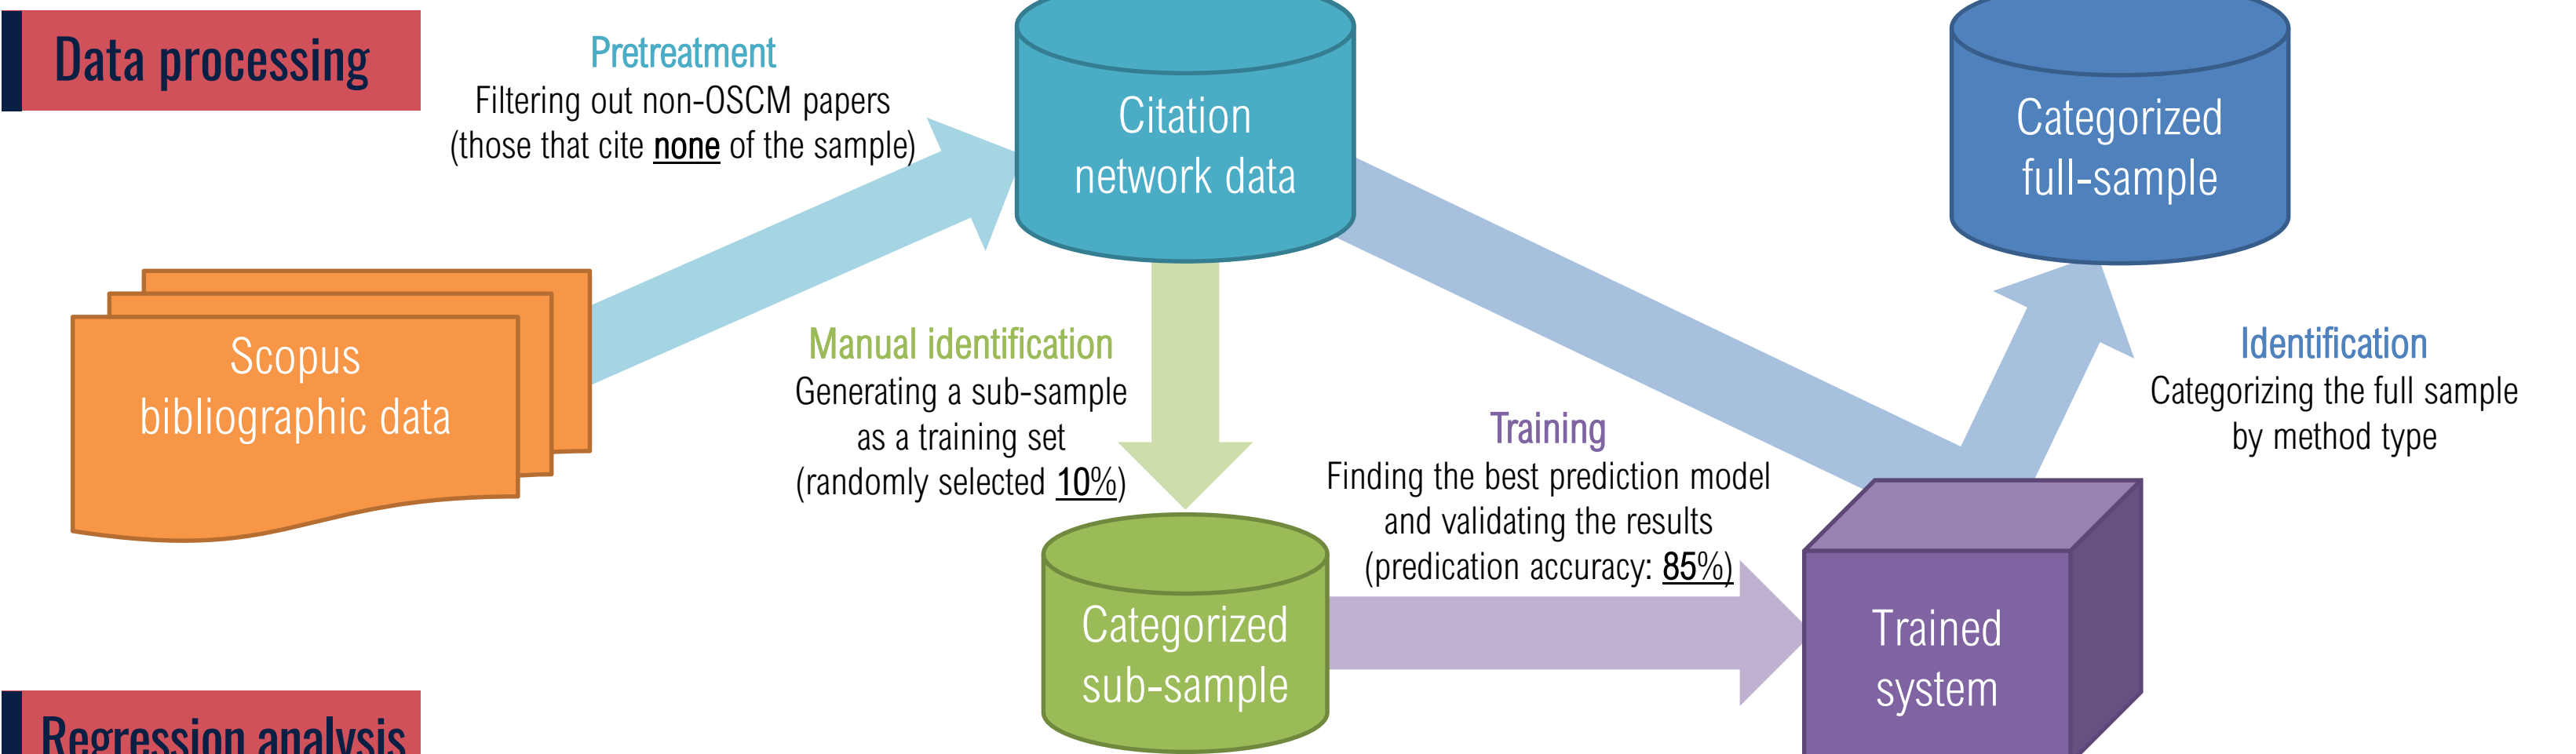 Data processing
Pretreatment
Filtering out non-OSCM papers
(those that cite none of the sample)
Citation
network data
Categorized
full-sample
Scopus
bibliographic data
Manual identification
Generating a sub-sample
as a training set
(randomly selected 10%)
Training
Finding the best prediction model
and validating the results
(predication accuracy: 85%)
Identification
Categorizing the full sample
by method type
Categorized
sub-sample
Trained
system
Regression analysis